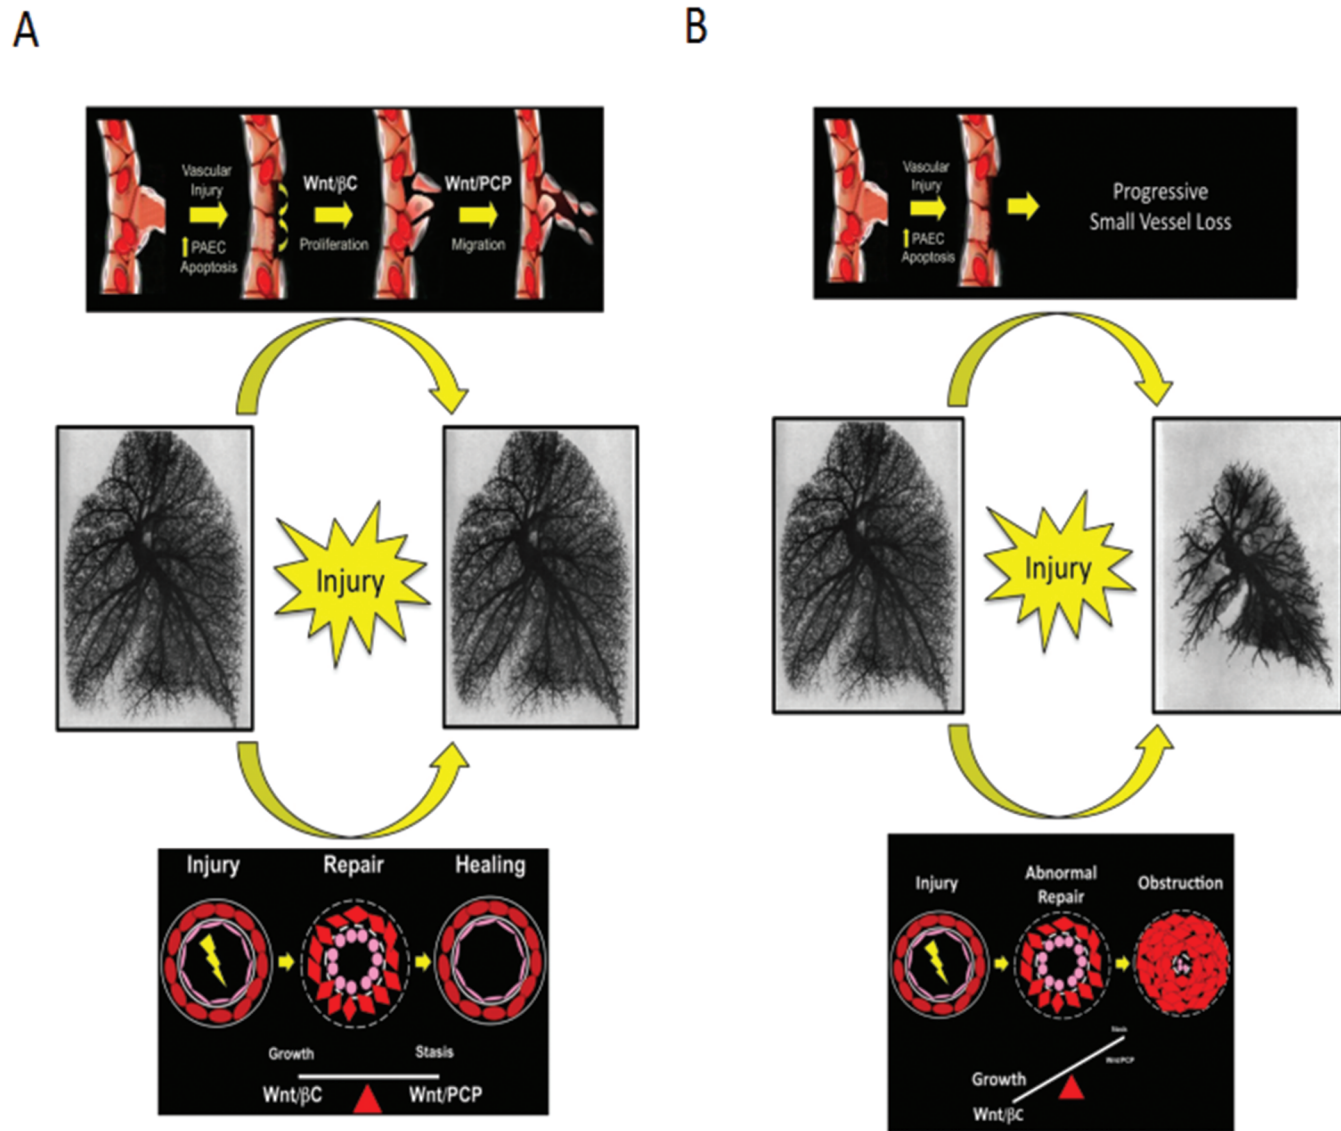 A
B
Vascular
Injury
PAEC
Apoptosis
Wnt/βC
Proliferation
Wnt/PCP
Migration
Vascular
Injury
PAEC
Apoptosis
Progressive
Small Vessel Loss
Injury
Injury
Injury
Repair
Healing
Growth
Stasis
Wnt/βC
Wnt/PCP
Injury
Abnormal
Repair
Obstruction
Stasis
Wnt/PCP
Growth
Wnt/βC